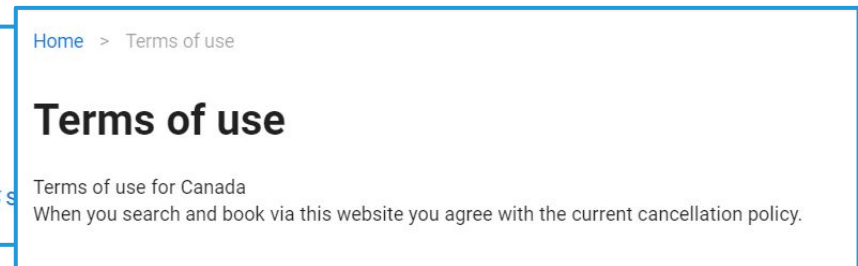 Home > Terms of use
Terms of use
s
Terms of use for Canada
When you search and book via this website you agree with the current cancellation policy.